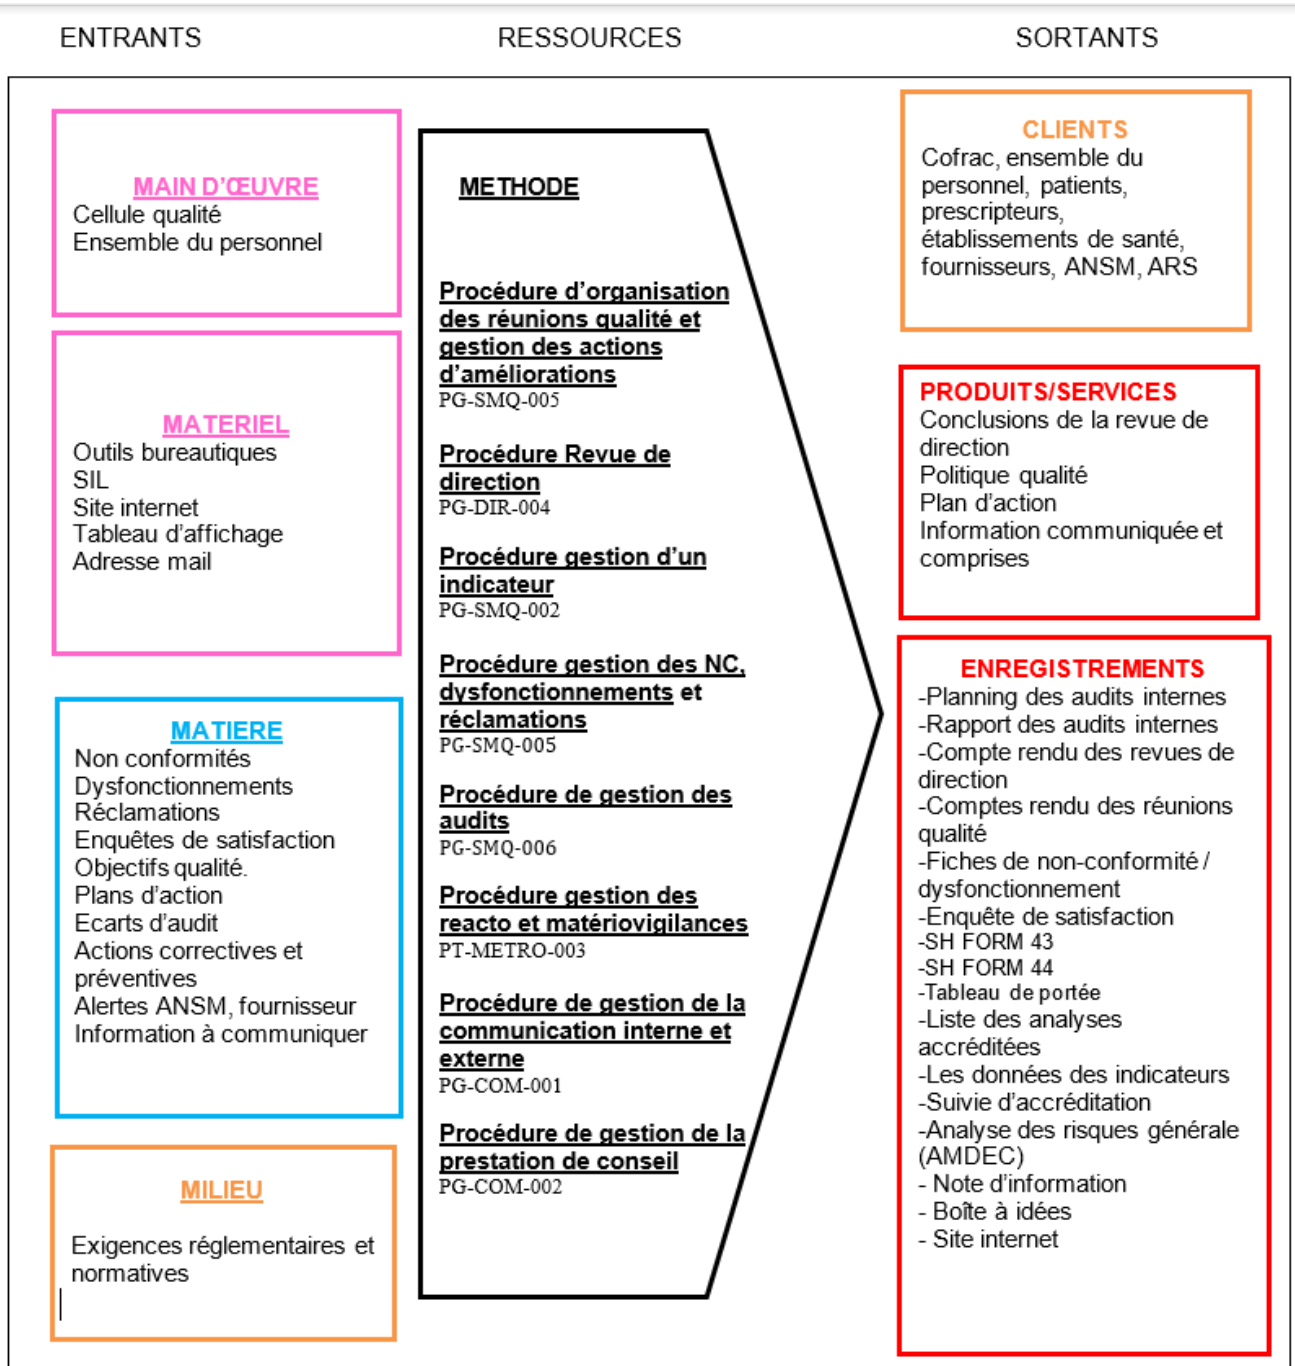 ENTRANTS
RESSOURCES
SORTANTS
MAIN D'ŒUVRE
Cellule qualité
Ensemble du personnel
MATERIEL
Outils bureautiques
SIL
Site internet
Tableau d'affichage
Adresse mail
MATIERE
Non conformités
Dysfonctionnements
Réclamations
Enquêtes de satisfaction
Objectifs qualité.
Plans d'action
Ecarts d'audit
Actions correctives et
préventives
Alertes ANSM, fournisseur
Information à communiquer
MILIEU
Exigences réglementaires et
normatives
METHODE
Procédure d'organisation
des réunions qualité et
gestion des actions
d'améliorations
PG-SMQ-005
Procédure Revue de
direction
PG-DIR-004
Procédure gestion d'un
indicateur
PG-SMQ-002
Procédure gestion des NC,
dysfonctionnements et
réclamations
PG-SMQ-005
Procédure de gestion des
audits
PG-SMQ-006
Procédure gestion des
reacto et matériovigilances
PT-METRO-003
Procédure de gestion de la
communication interne et
externe
PG-COM-001
Procédure de gestion de la
prestation de conseil
PG-COM-002
CLIENTS
Cofrac, ensemble du
personnel, patients,
prescripteurs,
établissements de santé,
fournisseurs, ANSM, ARS
PRODUITS/SERVICES
Conclusions de la revue de
direction
Politique qualité
Plan d'action
Information communiquée et
comprises
ENREGISTREMENTS
-Planning des audits internes
-Rapport des audits internes
-Compte rendu des revues de
direction
-Comptes rendu des réunions
qualité
-Fiches de non-conformité /
dysfonctionnement
-Enquête de satisfaction
-SH FORM 43
-SH FORM 44
-Tableau de portée
-Liste des analyses
accréditées
-Les données des indicateurs
-Suivie d'accréditation
-Analyse des risques générale
(AMDEC)
- Note d'information
- Boîte à idées
- Site internet